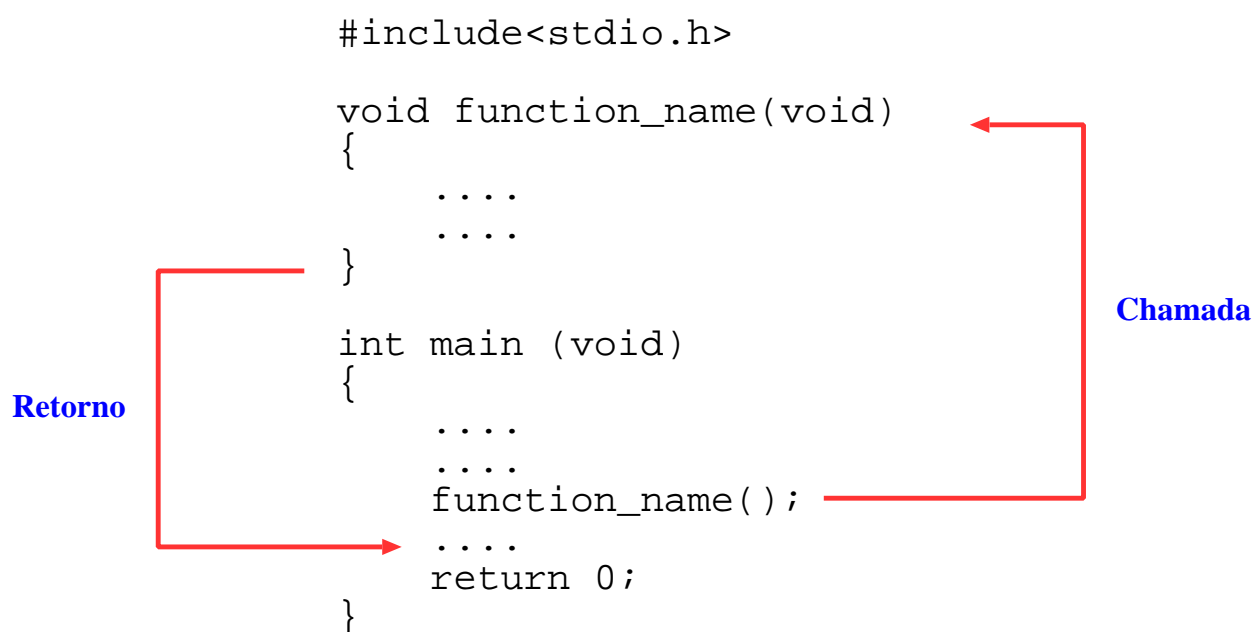 #include<stdio.h>
void function_name(void)
{
....
....
}
Chamada
int main (void)
{
Retorno
....
....
function_name();
....
return 0;
}